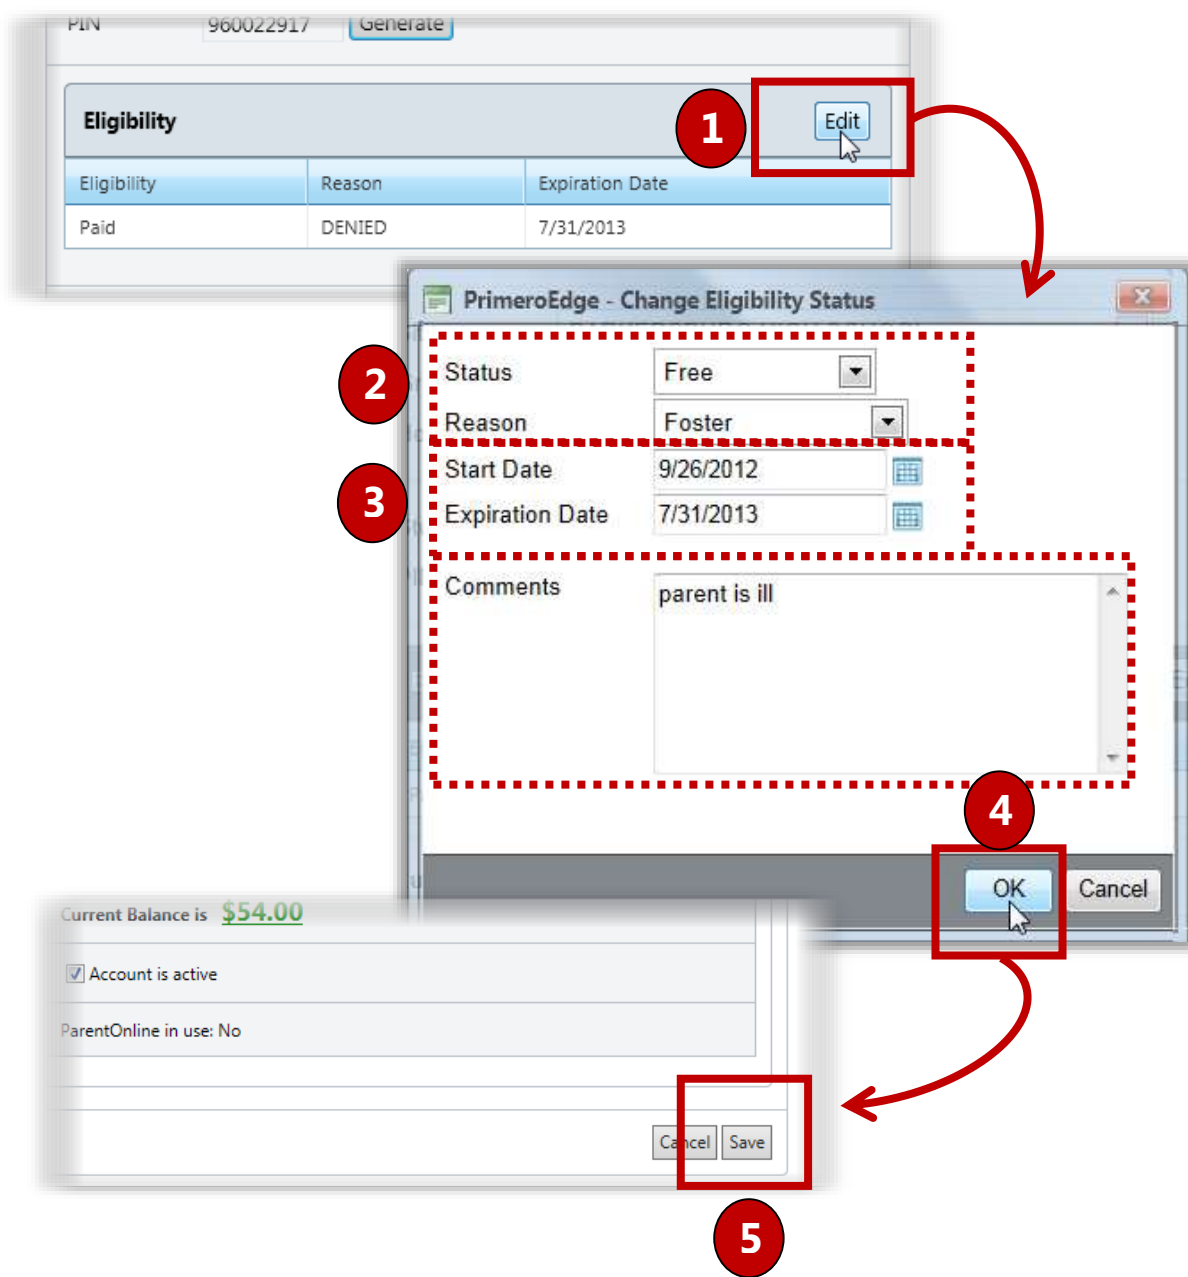 PIN 960022917 Generate
Eligibility 1 Edit
Eligibility Reason Expiration Date
Paid DENIED 7/31/2013
PrimeroEdge - Change Eligibility Status
2 Status Free
Reason Foster
Start Date 9/26/2012
3 Expiration Date 7/31/2013
Comments parent is ill
4
OK Cancel
Current Balance is $54.00
Account is active
ParentOnline in use: No
Cancel Save
5